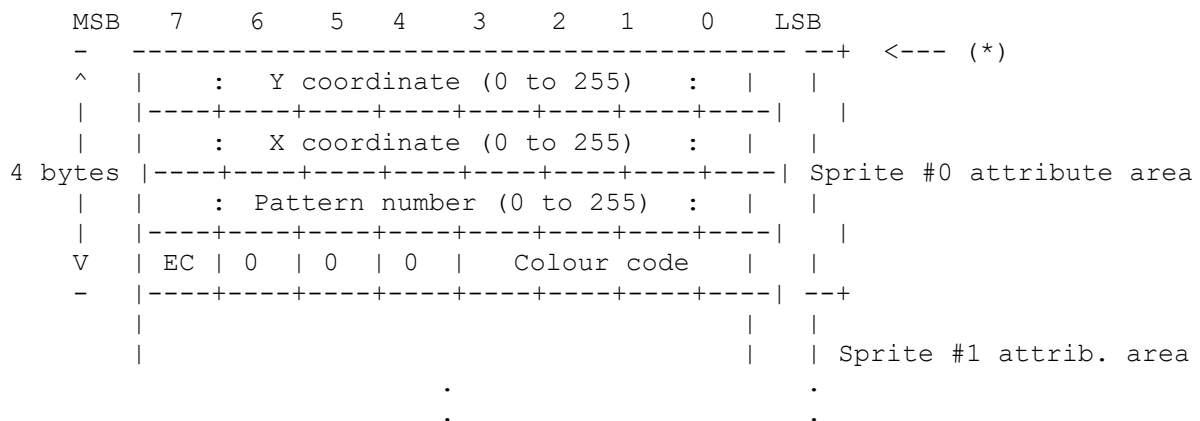 MSB 7 6 5 4 3 2 1 0 LSB
- ----------------------------------------- --+ <--- (*)
^ | : Y coordinate (0 to 255) : | |
| |----+----+----+----+----+----+----+----| |
| | : X coordinate (0 to 255) : | |
4 bytes |----+----+----+----+----+----+----+----| Sprite #0 attribute area
| | : Pattern number (0 to 255) : | |
| |----+----+----+----+----+----+----+----| |
V | EC | 0 | 0 | 0 | Colour code | |
- |----+----+----+----+----+----+----+----| --+
| | |
| | | Sprite #1 attrib. area
. .
. .